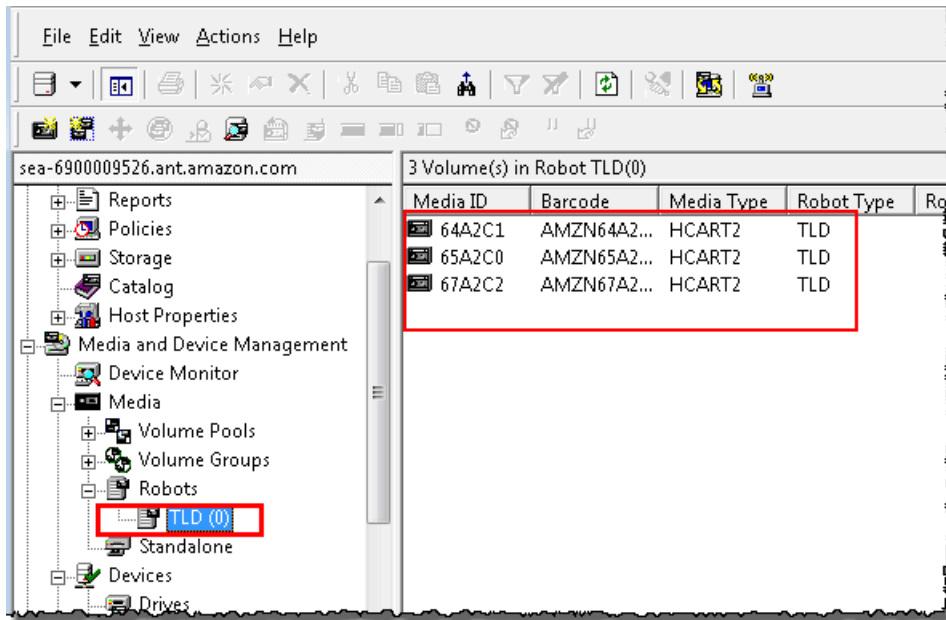 File Edit View Actions Help
sea-6900009526.ant.amazon.com
3 Volume(s) in Robot TLD(0)
Reports
Policies
Storage
Catalog
Host Properties
Media and Device Management
Device Monitor
Media
Volume Pools
Volume Groups
Robots
TLD (0)
Standalone
Devices
Drives
Media ID Barcode Media Type Robot Type Ro
64A2C1 AMZN64A2... HCART2 TLD
65A2C0 AMZN65A2... HCART2 TLD
67A2C2 AMZN67A2... HCART2 TLD